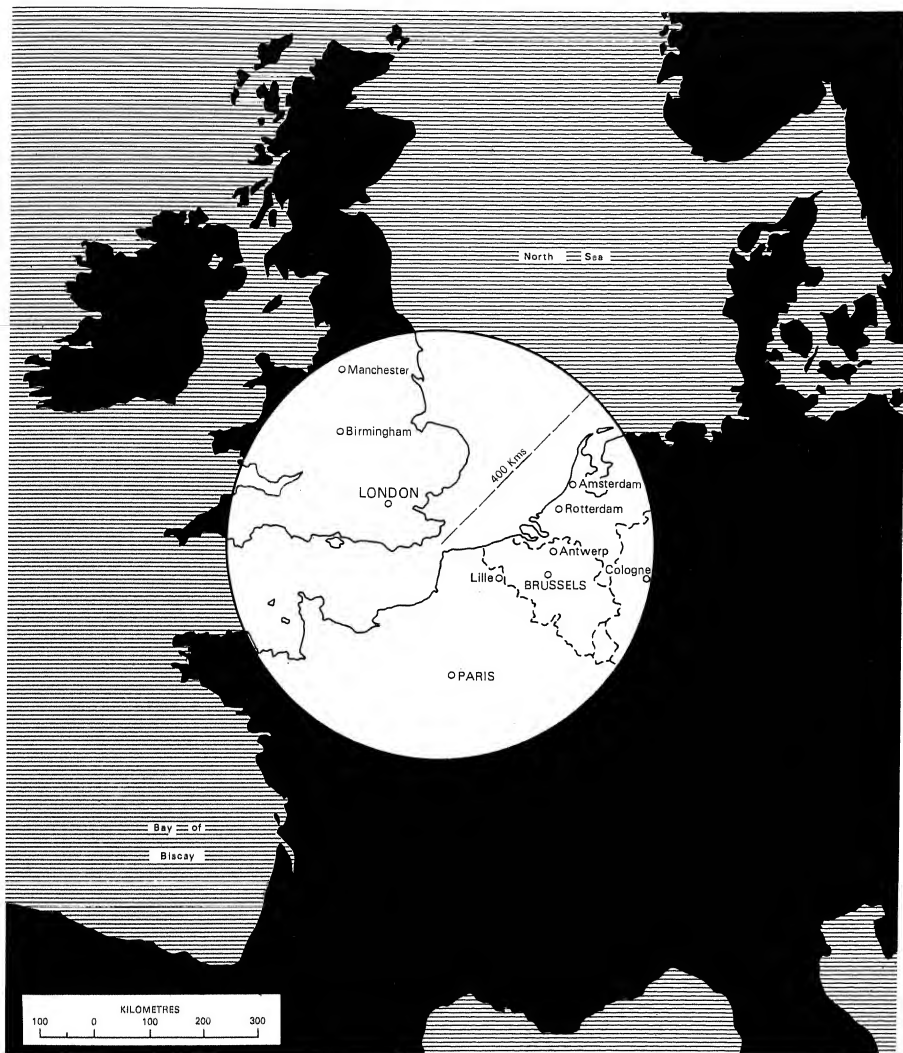 North Sea
Manchester
Birmingham
400 Kms
Amsterdam
LONDON
Rotterdam
Antwerp
Cologne
Lille
BRUSSELS
PARIS
Bay of
Biscay
KILOMETRES
100 0 100 200 300